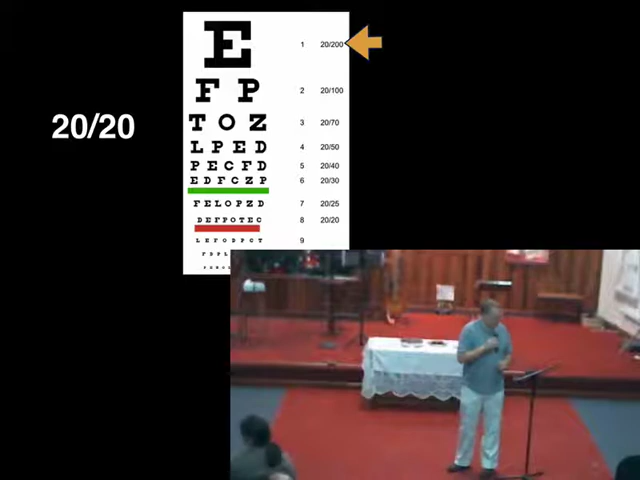 20/20
E 1 20/200
F P 2 20/100
T O Z 3 20/70
L P E D 4 20/50
P E C F D 5 20/40
E D F C Z P 6 20/30
F E L O P Z D 7 20/25
D E F P O T E C 8 20/20
L E F O D P C T 9
F D P L